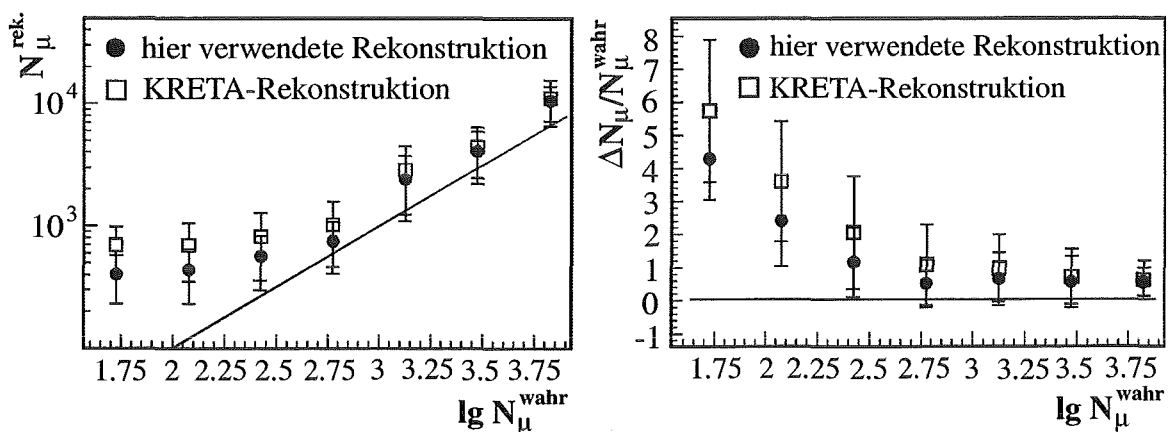 N_μ^rek.
● hier verwendete Rekonstruktion
□ KRETA-Rekonstruktion
10^4
10^3
1.75 2 2.25 2.5 2.75 3 3.25 3.5 3.75
lg N_μ^wahr
ΔN_μ/N_μ^wahr
● hier verwendete Rekonstruktion
□ KRETA-Rekonstruktion
8
7
6
5
4
3
2
1
0
-1
1.75 2 2.25 2.5 2.75 3 3.25 3.5 3.75
lg N_μ^wahr